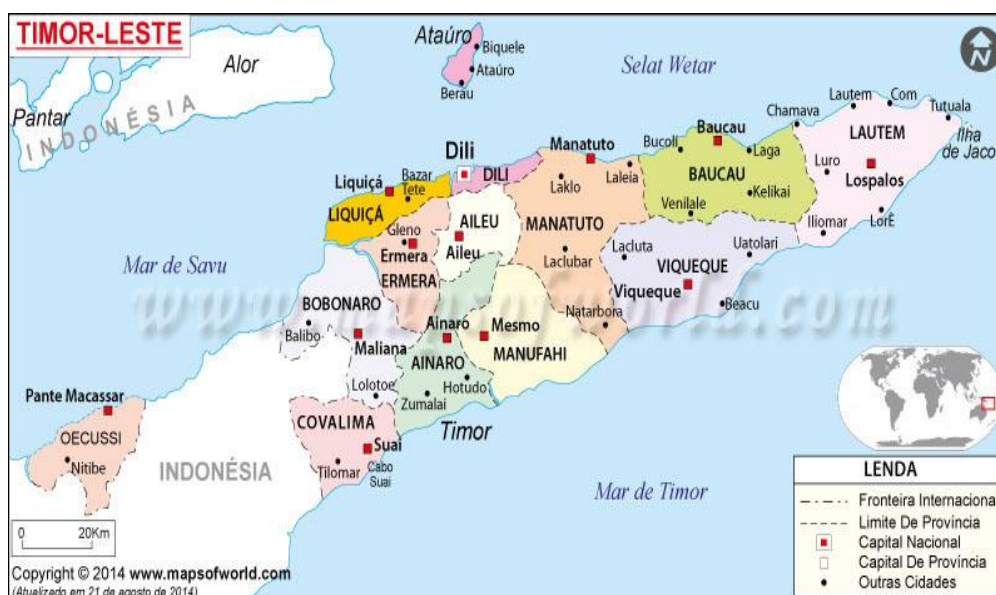 TIMOR-LESTE
Ataúro
Biquele
Ataúro
Berau
Selat Wetar
N
Alor
Pantar
INDONÉSIA
Dili
DILI
Manatuto
Laleia
Laklo
MANATUTO
Laclubar
Natarbora
Bucoli
Baucau
Laga
BAUCAU
Kelikai
Venilale
Chamava
Lautem
Com
Tutuala
Ilha
de Jaco
LAUTEM
Luro
Lospalos
LorE
Iliomar
Liquiçá
Bazar
Tete
LIQUIÇÁ
Gleno
Ermera
ERMERA
AILEU
Aileu
Lacluta
Uatolari
VIQUEQUE
Viqueque
Beacu
Mar de Savu
www.mapsofworld.com
BOBONARO
Balibo
Maliana
Lolotoe
Ainaro
AINARO
Hotudo
Zumalai
Mesmo
MANUFAHI
Timor
Pante Macassar
OECUSSI
Nitibe
INDONÉSIA
COVALIMA
Suai
Tilomar
Cabo
Suai
Mar de Timor
0 20Km
Copyright © 2014 www.mapsofworld.com
(Atualizado em 21 de agosto de 2014)
LENDA
Fronteira Internaciona
Limite De Província
Capital Nacional
Capital De Província
Outras Cidades